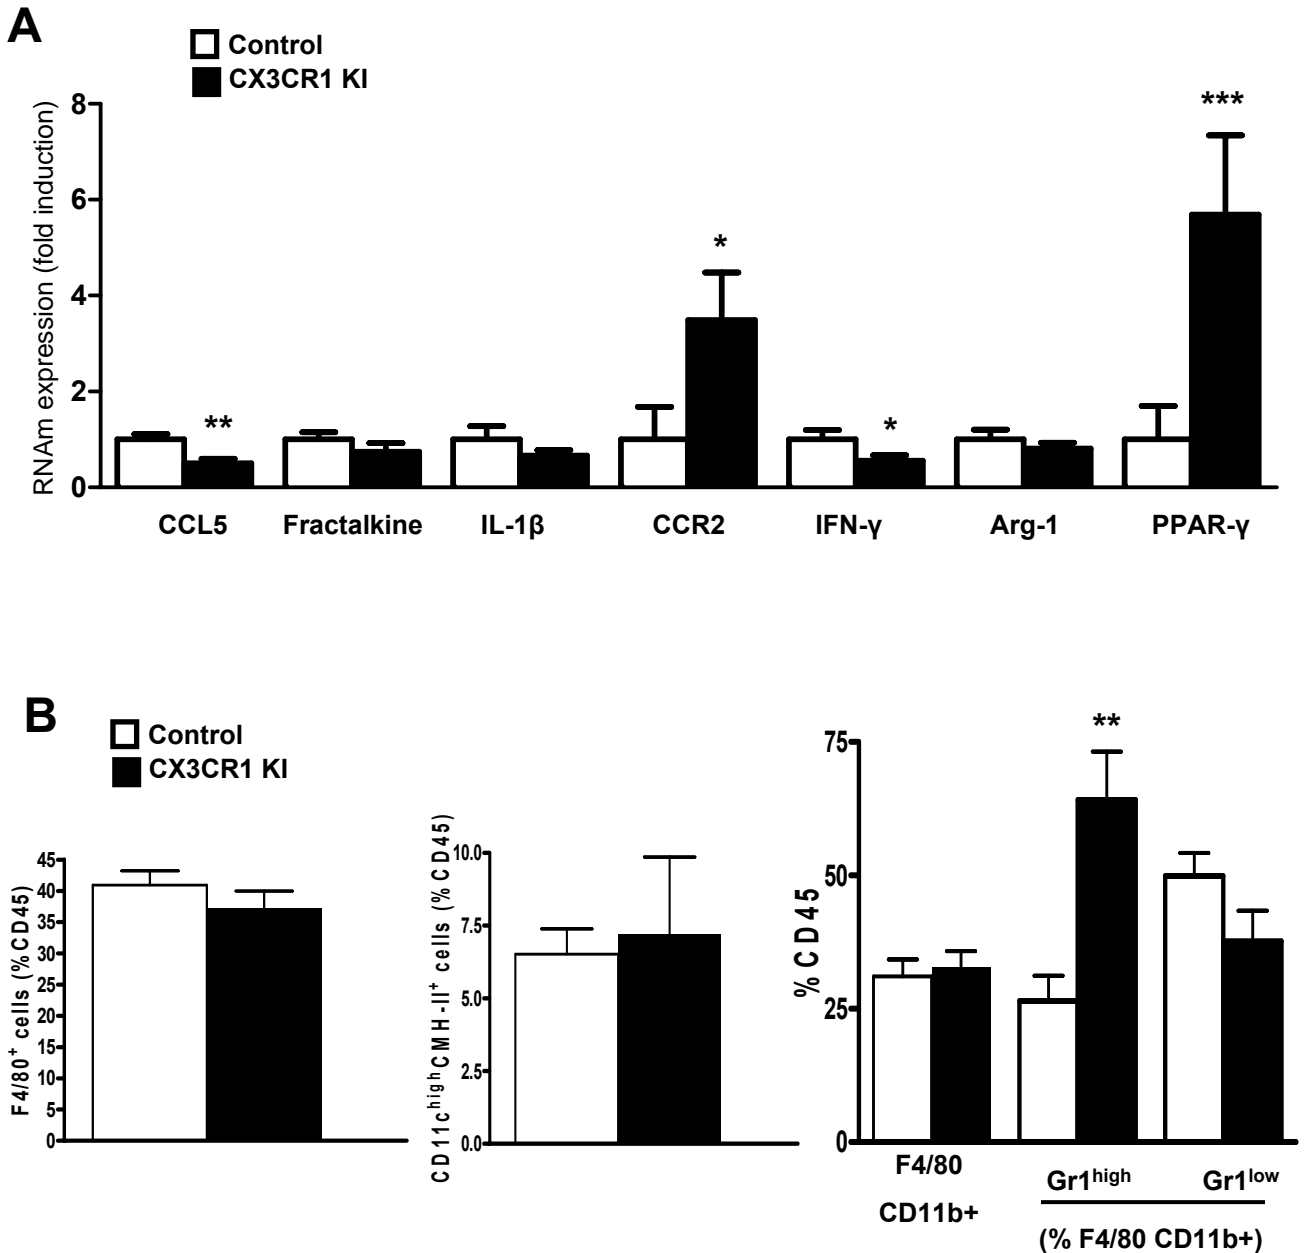 A
Control
CX3CR1 KI
RNAm expression (fold induction)
8
6
4
2
0
**
*
*
***
CCL5 Fractalkine IL-1β CCR2 IFN-γ Arg-1 PPAR-γ
B
Control
CX3CR1 KI
F4/80+ cells (%CD45)
45
40
35
30
25
20
15
10
5
0
CD11chighCMH-II+ cells (% CD45)
10.0
7.5
5.0
2.5
0.0
% CD45
75
50
25
0
**
F4/80
CD11b+
Gr1high Gr1low
(% F4/80 CD11b+)